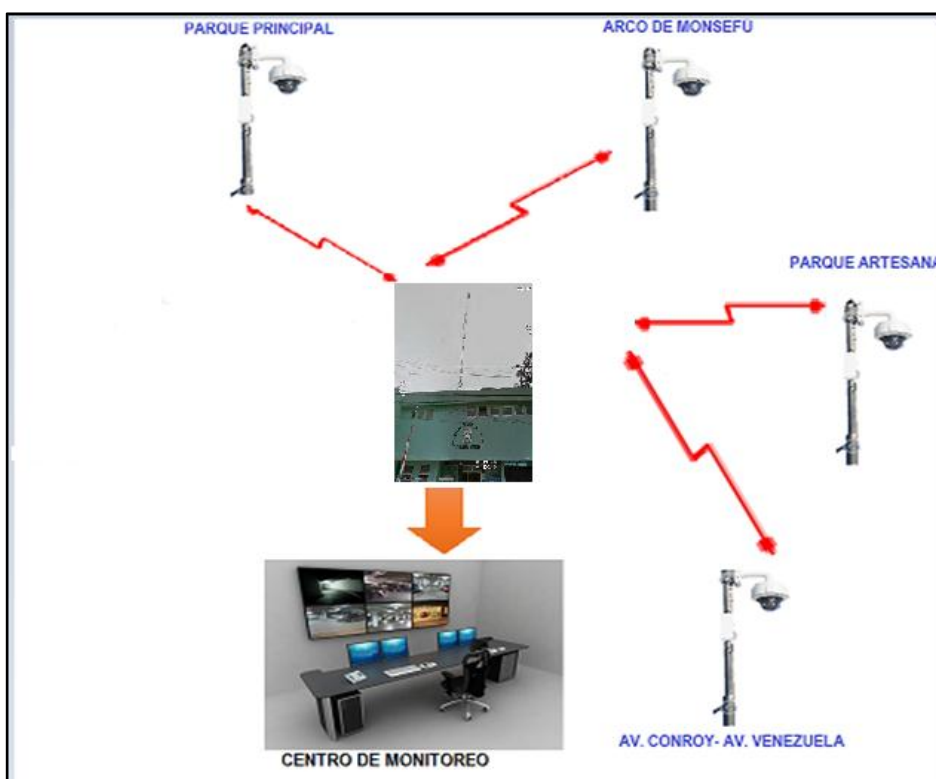 PARQUE PRINCIPAL
ARCO DE MONSEFU
PARQUE ARTESANA
AV. CONROY- AV. VENEZUELA
CENTRO DE MONITOREO